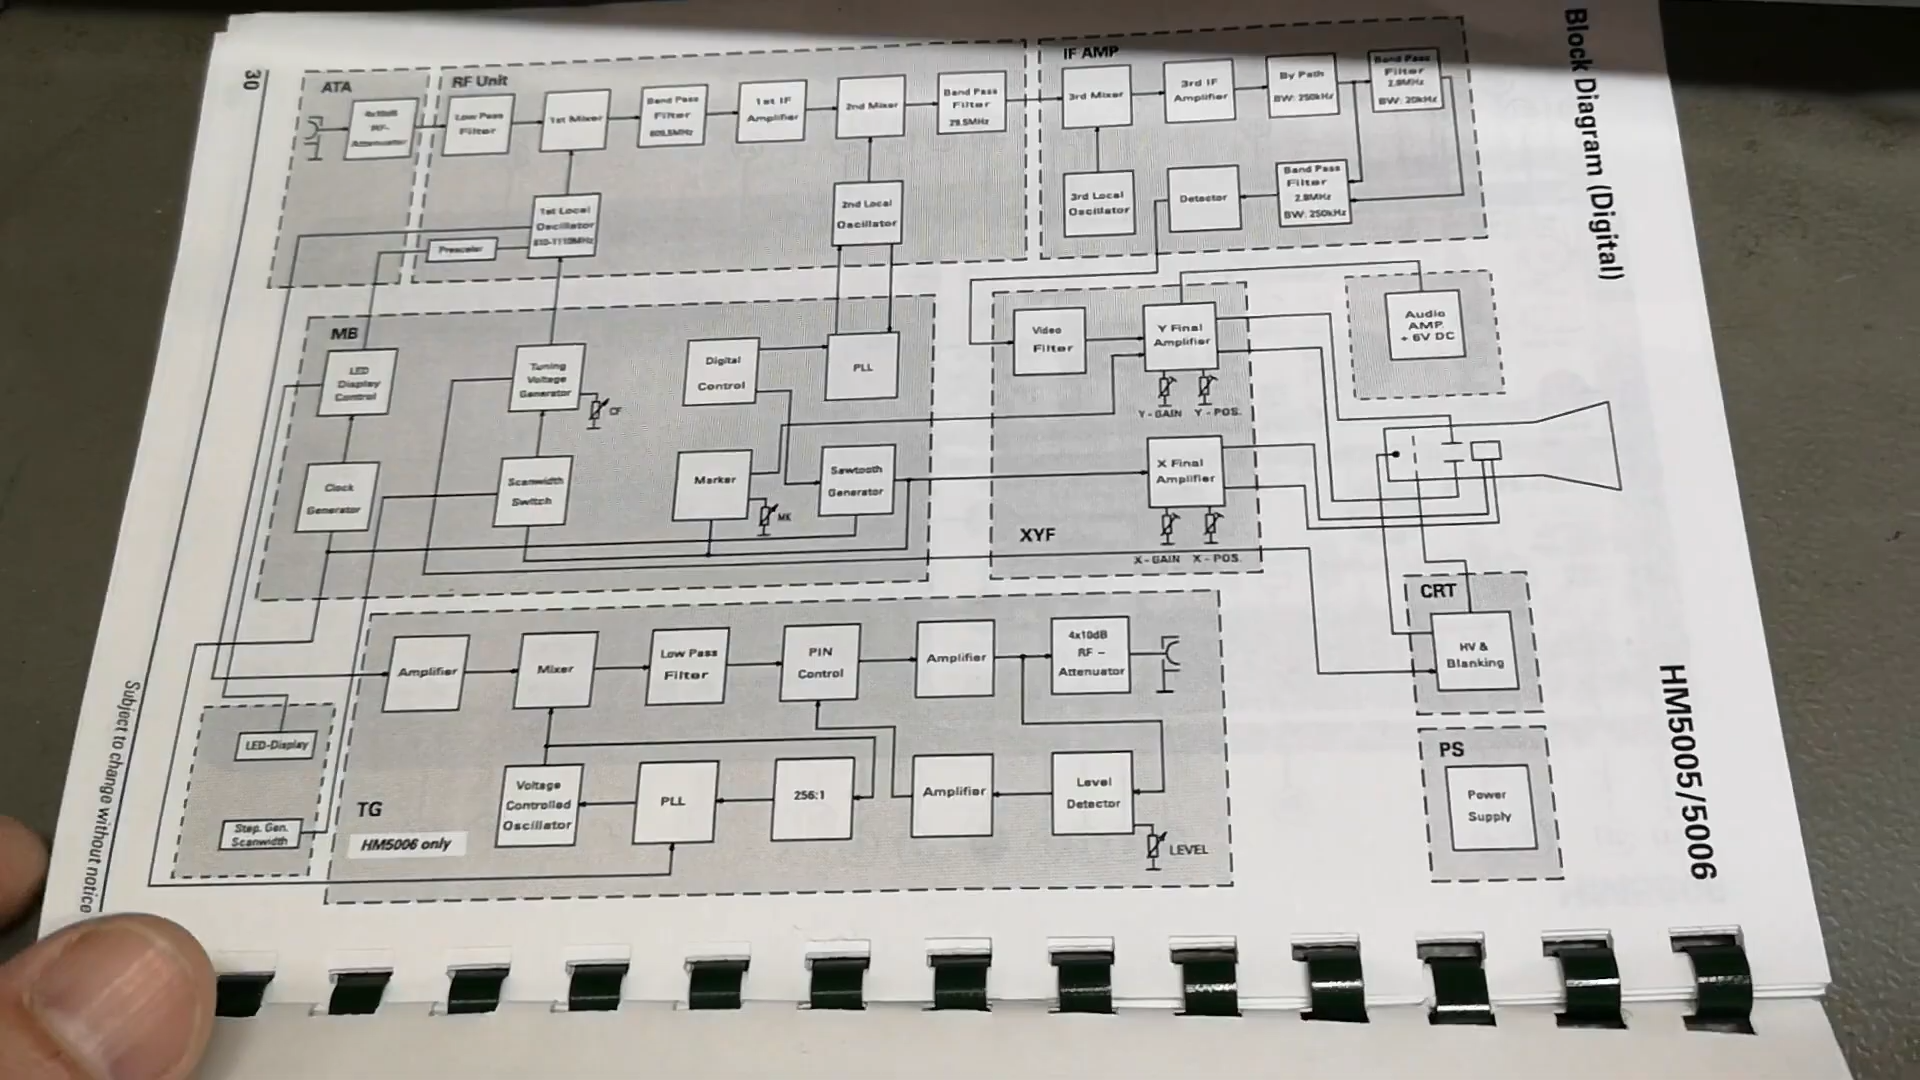 Block Diagram (Digital)
HM5005/5006
30
Subject to change without notice
ATA
4x10dB
RF-
Attenuator
RF Unit
Low Pass
Filter
1st Mixer
Band Pass
Filter
1st IF
Amplifier
2nd Mixer
Band Pass
Filter
29.5MHz
1st Local
Oscillator
Prescaler
2nd Local
Oscillator
IF AMP
3rd Mixer
3rd IF
Amplifier
By Path
BW: 250kHz
Band Pass
Filter
2.9MHz
BW: 20kHz
3rd Local
Oscillator
Detector
Band Pass
Filter
2.9MHz
BW: 250kHz
MB
LED
Display
Control
Tuning
Voltage
Generator
CF
Digital
Control
PLL
Clock
Generator
Scanwidth
Switch
Marker
MK
Sawtooth
Generator
Video
Filter
Y Final
Amplifier
Y-GAIN Y-POS.
X Final
Amplifier
X-GAIN X-POS.
XYF
Audio
AMP.
+ 6V DC
CRT
HV &
Blanking
PS
Power
Supply
Amplifier
Mixer
Low Pass
Filter
PIN
Control
Amplifier
4x10dB
RF -
Attenuator
Voltage
Controlled
Oscillator
PLL
256:1
Amplifier
Level
Detector
LEVEL
TG
HM5006 only
LED-Display
Step. Gen.
Scanwidth